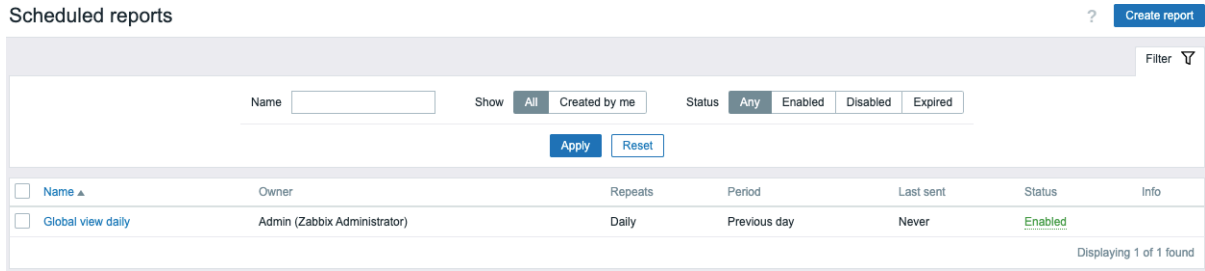 Scheduled reports ? Create report
Filter
Name Show All Created by me Status Any Enabled Disabled Expired
Apply Reset
Name Owner Repeats Period Last sent Status Info
Global view daily Admin (Zabbix Administrator) Daily Previous day Never Enabled
Displaying 1 of 1 found